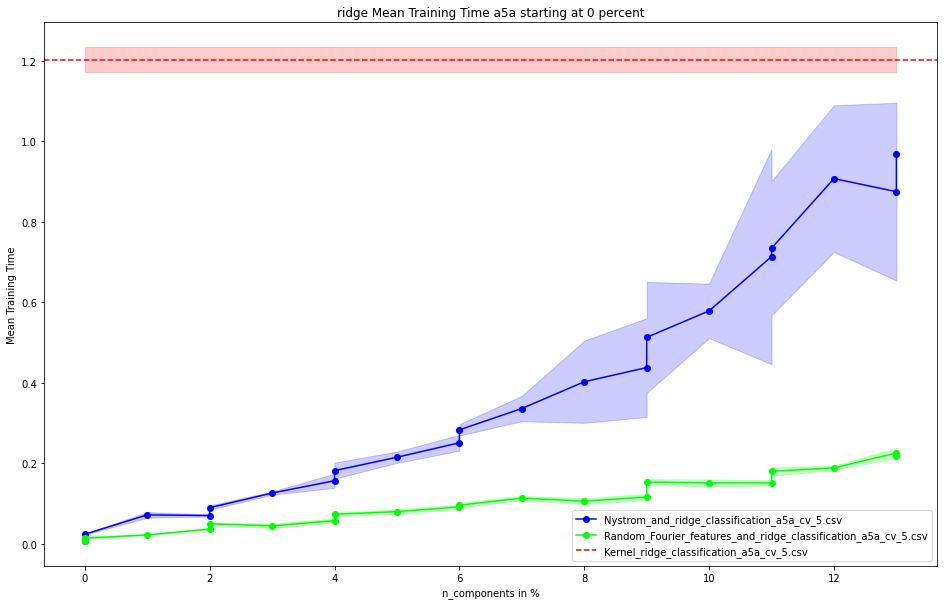 ridge Mean Training Time a5a starting at 0 percent
Mean Training Time
1.2
1.0
0.8
0.6
0.4
0.2
0.0
0 2 4 6 8 10 12
n_components in %
Nystrom_and_ridge_classification_a5a_cv_5.csv
Random_Fourier_features_and_ridge_classification_a5a_cv_5.csv
Kernel_ridge_classification_a5a_cv_5.csv